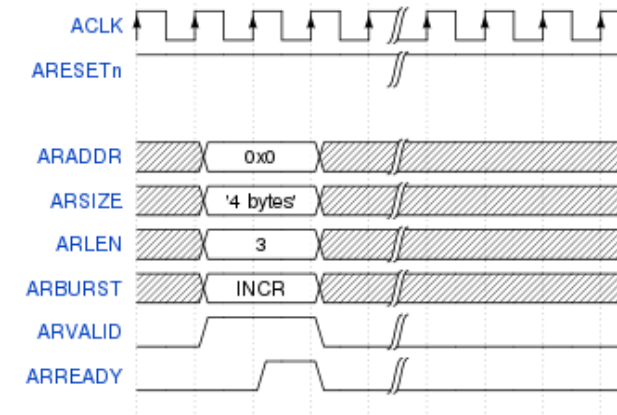 ACLK
ARESETn
ARADDR 0x0
ARSIZE '4 bytes'
ARLEN 3
ARBURST INCR
ARVALID
ARREADY